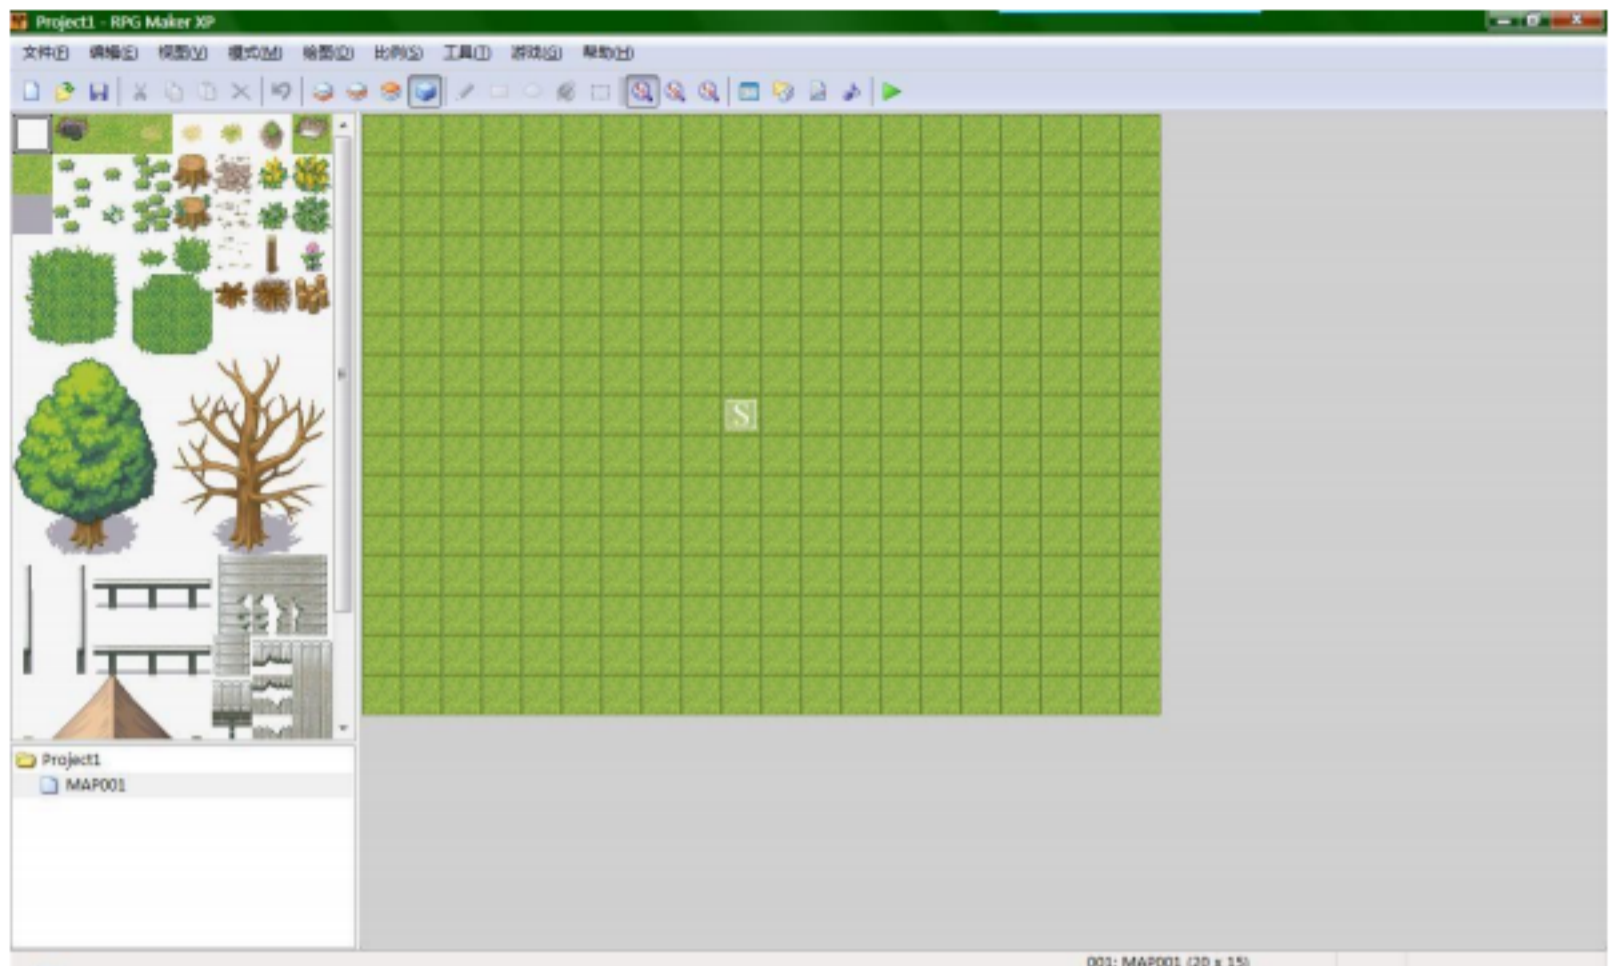 Project1 - RPG Maker XP
文件(F) 编辑(E) 视图(V) 模式(M) 绘图(D) 比例(S) 工具(T) 游戏(G) 帮助(H)
S
Project1
MAP001
001: MAP001 (20 x 15)